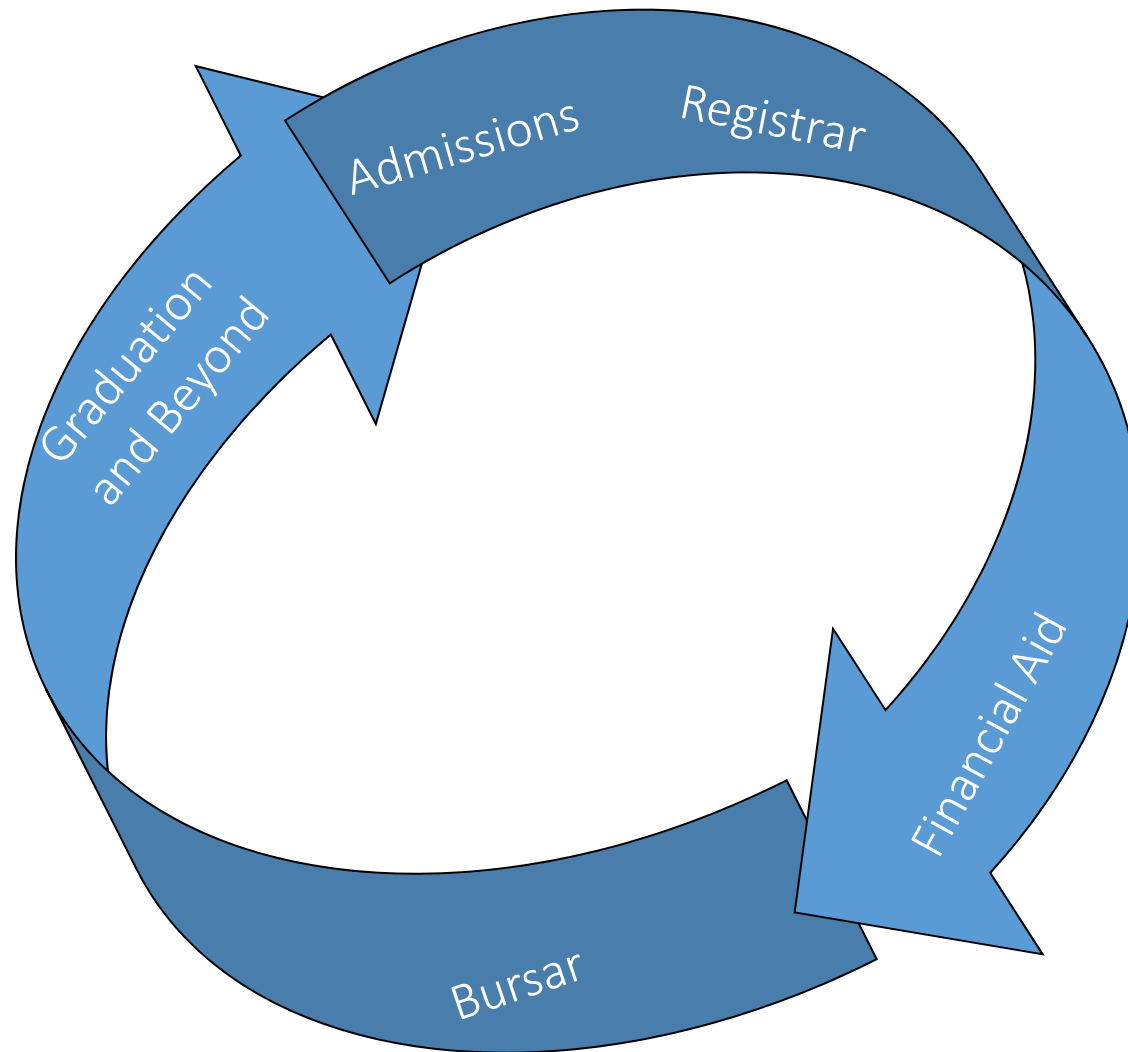 Admissions
Registrar
Financial Aid
Bursar
Graduation
and Beyond